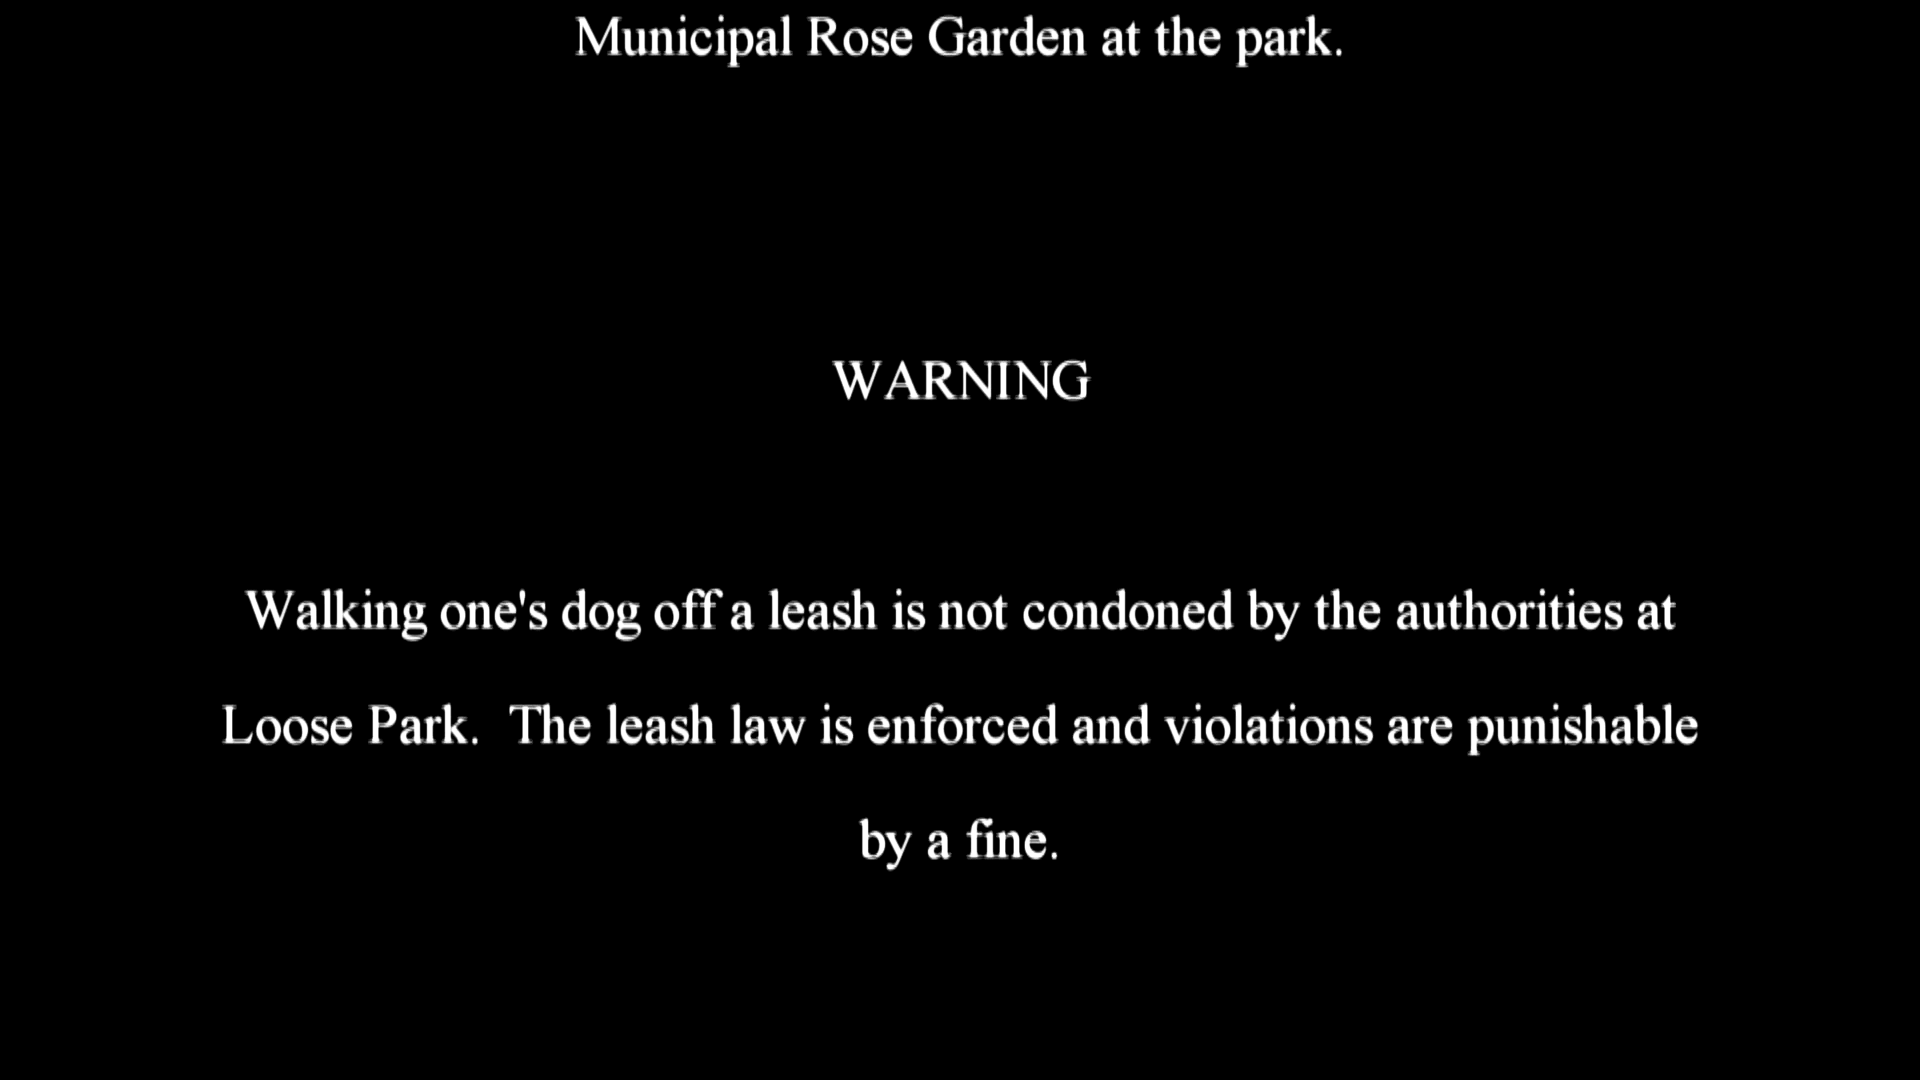 Municipal Rose Garden at the park.
WARNING
Walking one's dog off a leash is not condoned by the authorities at
Loose Park.  The leash law is enforced and violations are punishable
by a fine.